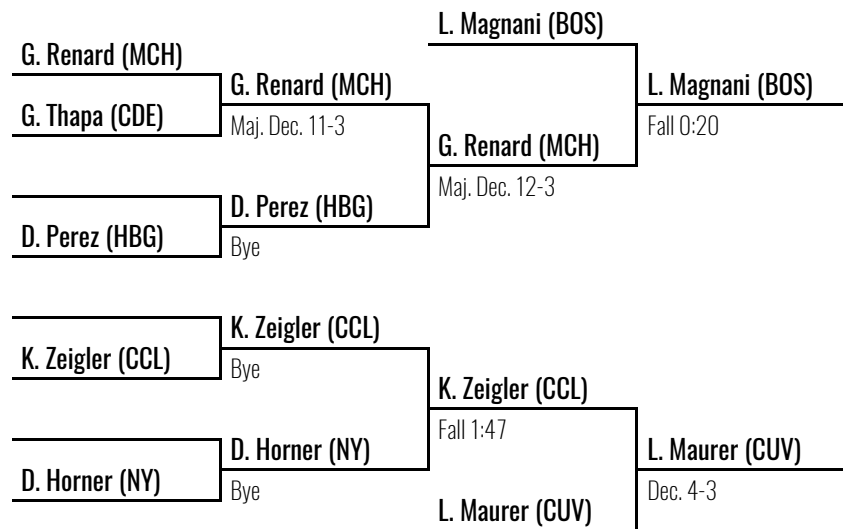 L. Magnani (BOS)
G. Renard (MCH)
G. Renard (MCH)
L. Magnani (BOS)
G. Thapa (CDE)
Maj. Dec. 11-3
Fall 0:20
G. Renard (MCH)
Maj. Dec. 12-3
D. Perez (HBG)
D. Perez (HBG)
Bye
K. Zeigler (CCL)
K. Zeigler (CCL)
Bye
K. Zeigler (CCL)
Fall 1:47
D. Horner (NY)
L. Maurer (CUV)
D. Horner (NY)
Bye
Dec. 4-3
L. Maurer (CUV)